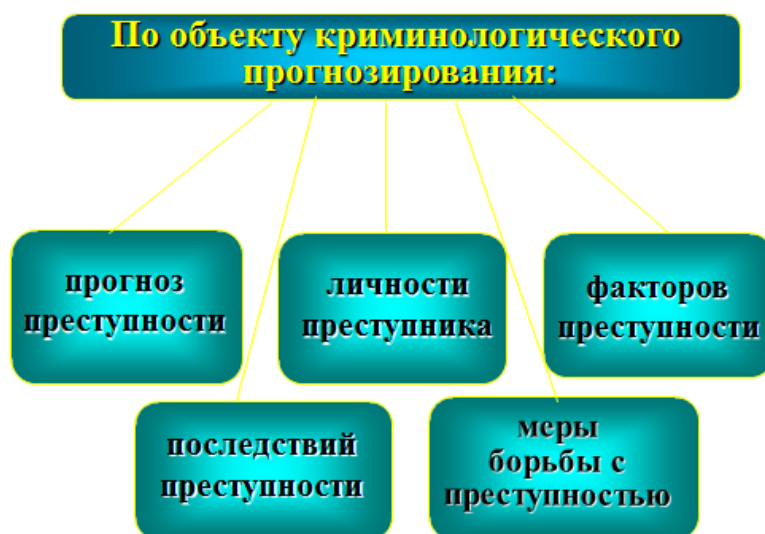 По объекту криминологического
прогнозирования:
прогноз
преступности
личности
преступника
факторов
преступности
последствий
преступности
меры
борьбы с
преступностью